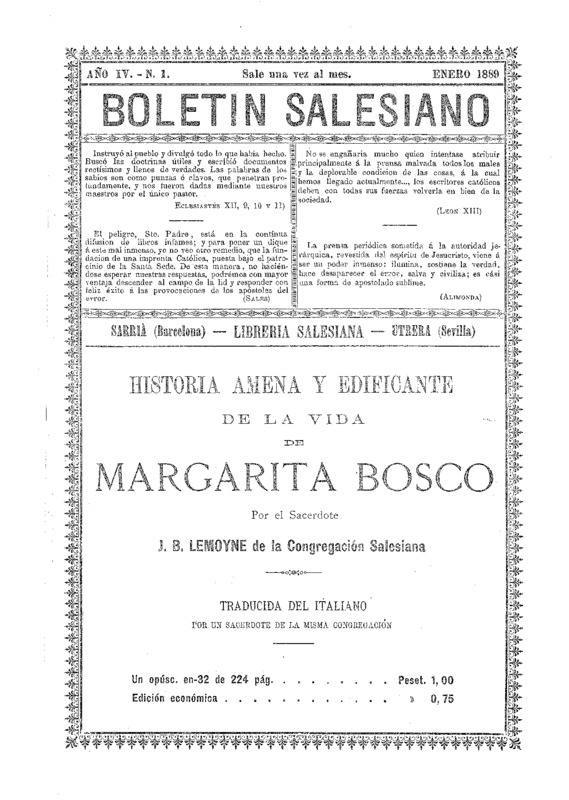 AÑO IV. - N. 1. Sale una vez al mes. ENERO 1889
BOLETIN SALESIANO
Instruyó al pueblo y divulgó todo lo que había hecho.
Buscó las doctrinas útiles y escribió documentos
rectísimos y llenos de verdades. Las palabras de los
sabios son como punzas ó clavos, que penetran pro-
fundamente, y nos fueron dadas mediante nuestros
maestros por el único pastor.
ECLESIASTÉS XII, 9, 10 y 11)
El peligro, Sto. Padre, está en la contínua
difusion de libros infames; y para poner un dique
á este mal inmenso, yo no veo otro remedio, que la fun-
dacion de una imprenta Católica, puesta bajo el patro-
cinio de la Santa Sede. De esta manera, no hacién-
dose esperar nuestras respuestas, podrémos con mayor
ventaja descender al campo de la lid y responder con
feliz éxito á las provocaciones de los apóstoles del
error. (SALES)
No se engañaría mucho quien intentase atribuir
principalmente á la prensa malvada todos los males
y la deplorable condicion de las cosas, á la cual
hemos llegado actualmente..., los escritores católicos
deben con todas sus fuerzas volverla en bien de la
sociedad.
(LEON XIII)
La prensa periódica sometida á la autoridad je-
rárquica, revestida del espíritu de Jesucristo, viene á
ser un poder inmenso: ilumina, sostiene la verdad,
hace desaparecer el error, salva y civiliza; es cási
una forma de apostolado sublime.
(ALIMONDA)
SARRIÀ (Barcelona) — LIBRERIA SALESIANA — UTRERA (Sevilla)
HISTORIA AMENA Y EDIFICANTE
DE LA VIDA
DE
MARGARITA BOSCO
Por el Sacerdote
J. B. LEMOYNE de la Congregación Salesiana
TRADUCIDA DEL ITALIANO
POR UN SACERDOTE DE LA MISMA CONGREGACIÓN
Un opúsc. en-32 de 224 pág. . . . . . . . Peset. 1,00
Edición económica . . . . . . . . . . . . » 0,75